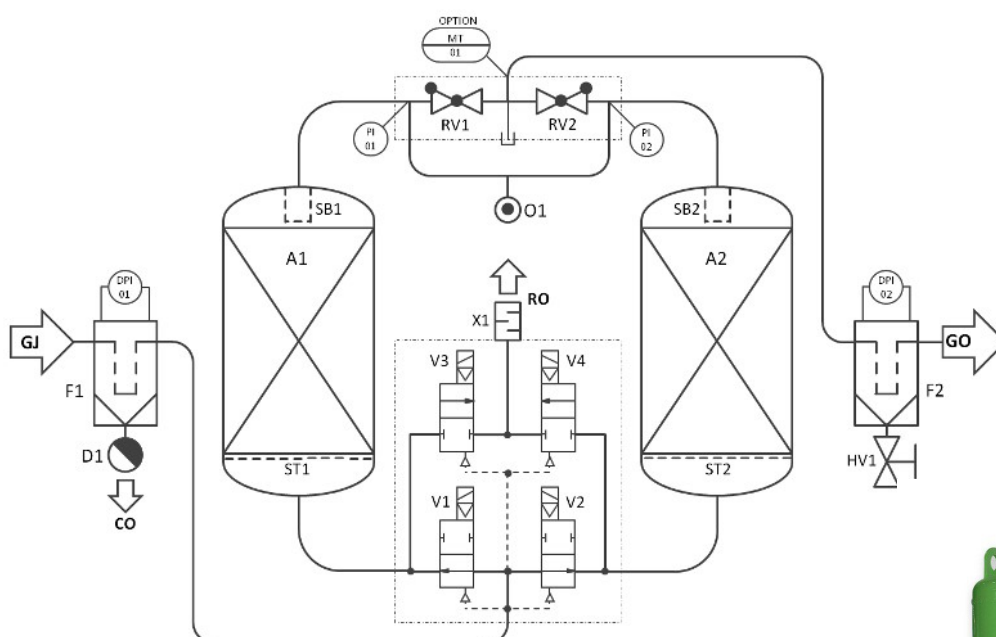 OPTION
MT
01
RV1
RV2
PI
01
PI
02
SB1
O1
SB2
A1
A2
DPI
01
RO
DPI
02
X1
GJ
GO
V3
V4
F1
F2
D1
ST1
ST2
HV1
V1
V2
CO